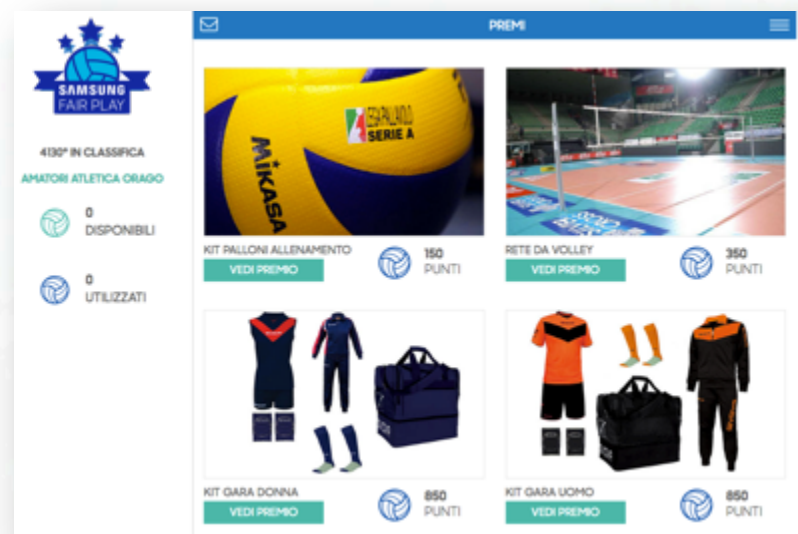 PREMI
SAMSUNG
FAIR PLAY
4130° IN CLASSIFICA
AMATORI ATLETICA ORAGO
0
DISPONIBILI
0
UTILIZZATI
MIKASA
LEGA PALLAVOLO
SERIE A
KIT PALLONI ALLENAMENTO
VEDI PREMIO
150
PUNTI
RETE DA VOLLEY
VEDI PREMIO
350
PUNTI
KIT GARA DONNA
VEDI PREMIO
850
PUNTI
KIT GARA UOMO
VEDI PREMIO
850
PUNTI